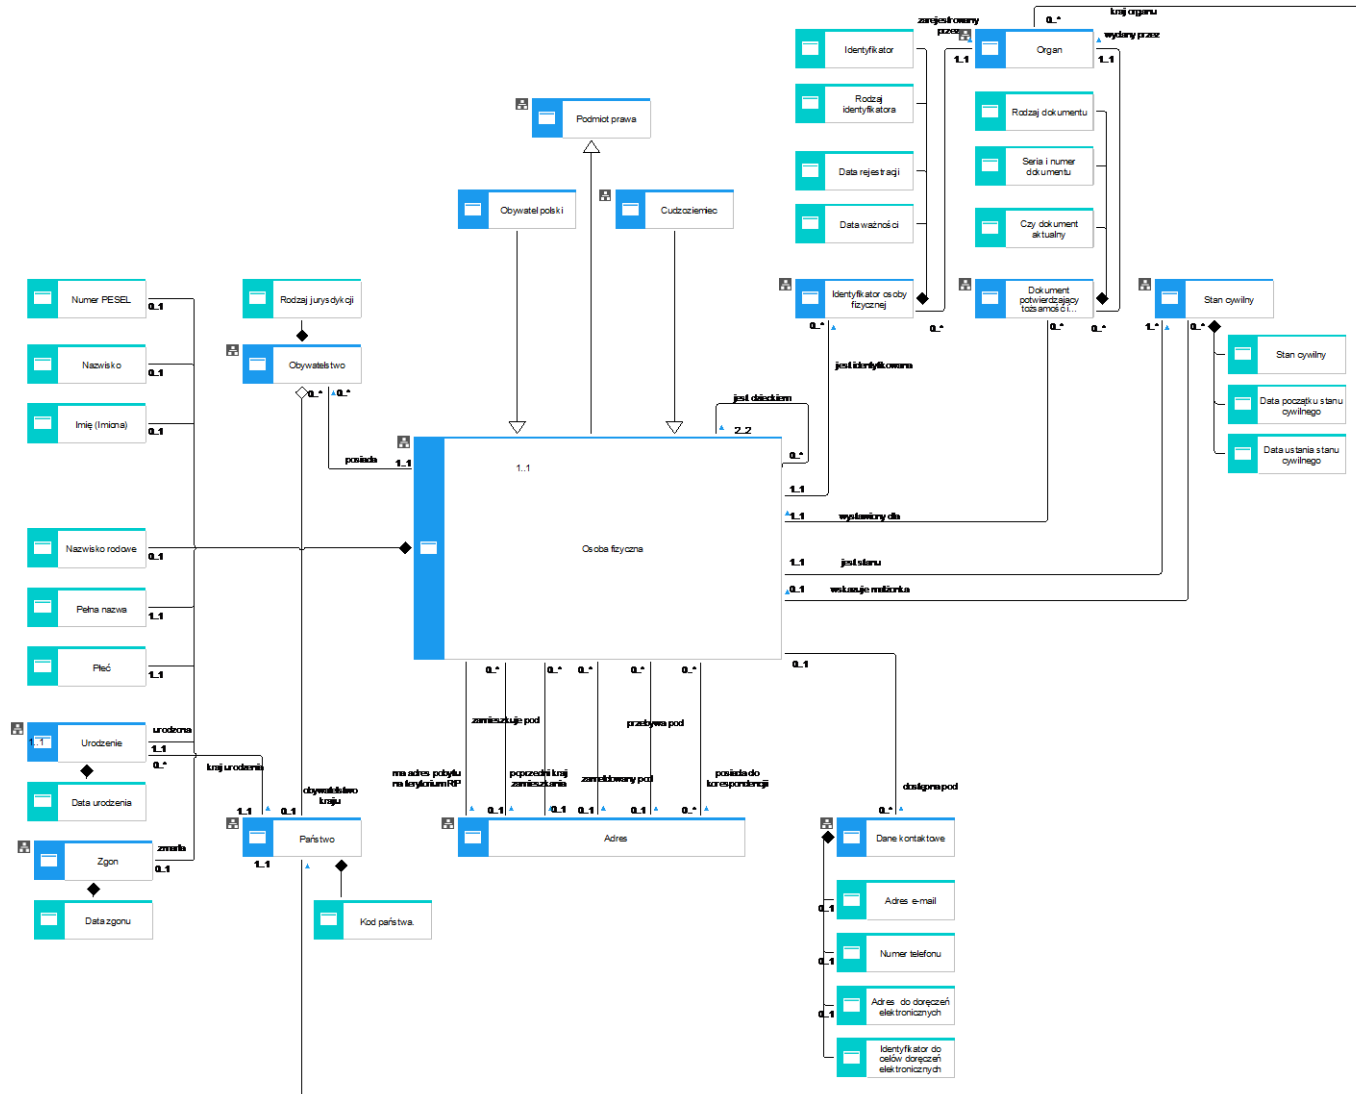 kraj organu
0..*
zarejestrowany
przez
wydany przez
Identyfikator
Organ
1..1
1..1
Rodzaj
identyfikatora
Rodzaj dokumentu
Podmiot prawa
Data rejestracji
Seria i numer
dokumentu
Obywatel polski
Cudzoziemiec
Data ważności
Czy dokument
aktualny
Numer PESEL
0..1
Rodzaj jurysdykcji
Identyfikator osoby
fizycznej
0..*
0..*
Dokument
potwierdzający
tożsamość i...
0..*
0..*
Stan cywilny
1..*
0..*
Nazwisko
0..1
Obywatelstwo
0..*
0..*
jest identyfikowana
Stan cywilny
Imię (Imiona)
0..1
jest dzieckiem
2..2
0..*
Data początku stanu
cywilnego
Data ustania stanu
cywilnego
posiada
1..1
1..1
1..1
1..1
wystawiony dla
Nazwisko rodowe
0..1
Osoba fizyczna
1..1
jest stanu
0..1
wskazuje małżonka
Pełna nazwa
1..1
Płeć
1..1
0..*
0..*
0..*
0..*
0..*
0..1
zamieszkuje pod
przebywa pod
urodzona
1..1
Urodzenie
1..1
0..*
kraj urodzenia
ma adres pobytu
na terytorium RP
poprzedni kraj
zamieszkania
zameldowany pod
posiada do
korespondencji
dostępna pod
Data urodzenia
obywatelstwo
kraju
1..1
0..1
0..1
0..1
0..1
0..1
0..*
0..*
Państwo
1..1
Adres
Dane kontaktowe
zmarła
0..1
Zgon
Data zgonu
Kod państwa.
Adres e-mail
0..1
Numer telefonu
0..1
Adres do doręczeń
elektronicznych
0..1
Identyfikator do
celów doręczeń
elektronicznych